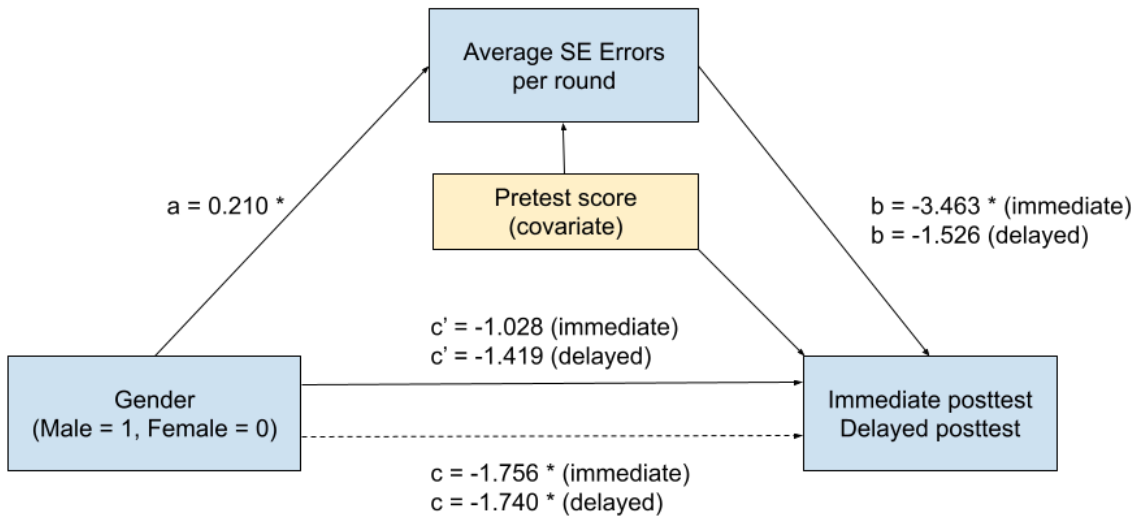 Average SE Errors
per round
a = 0.210 *
Pretest score
(covariate)
b = -3.463 * (immediate)
b = -1.526 (delayed)
c’ = -1.028 (immediate)
c’ = -1.419 (delayed)
Gender
(Male = 1, Female = 0)
Immediate posttest
Delayed posttest
c = -1.756 * (immediate)
c = -1.740 * (delayed)